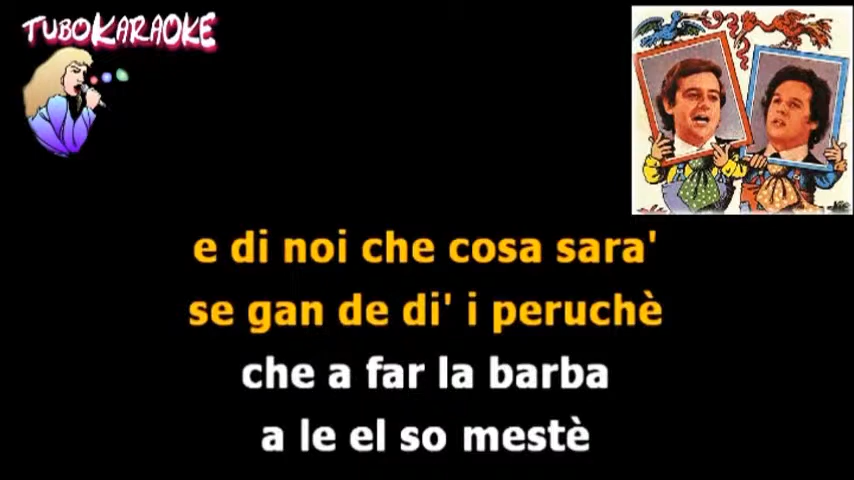 TUBOKARAOKE
e di noi che cosa sara'
se gan de di' i peruchè
che a far la barba
a le el so mestè